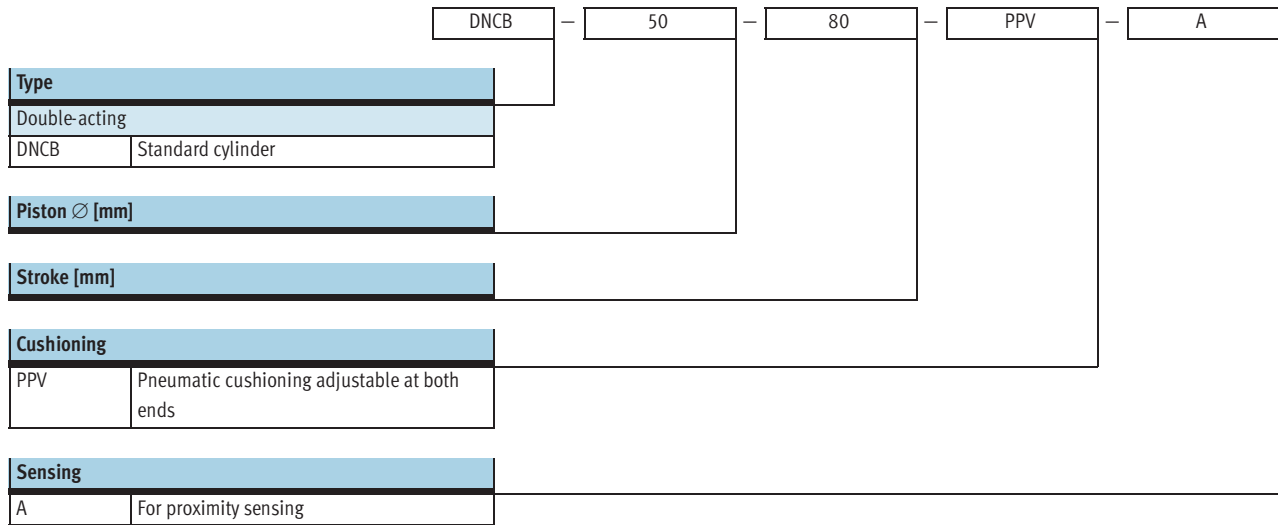 DNCB – 50 – 80 – PPV – A
Type
Double-acting
DNCB Standard cylinder
Piston ∅ [mm]
Stroke [mm]
Cushioning
PPV Pneumatic cushioning adjustable at both
ends
Sensing
A For proximity sensing